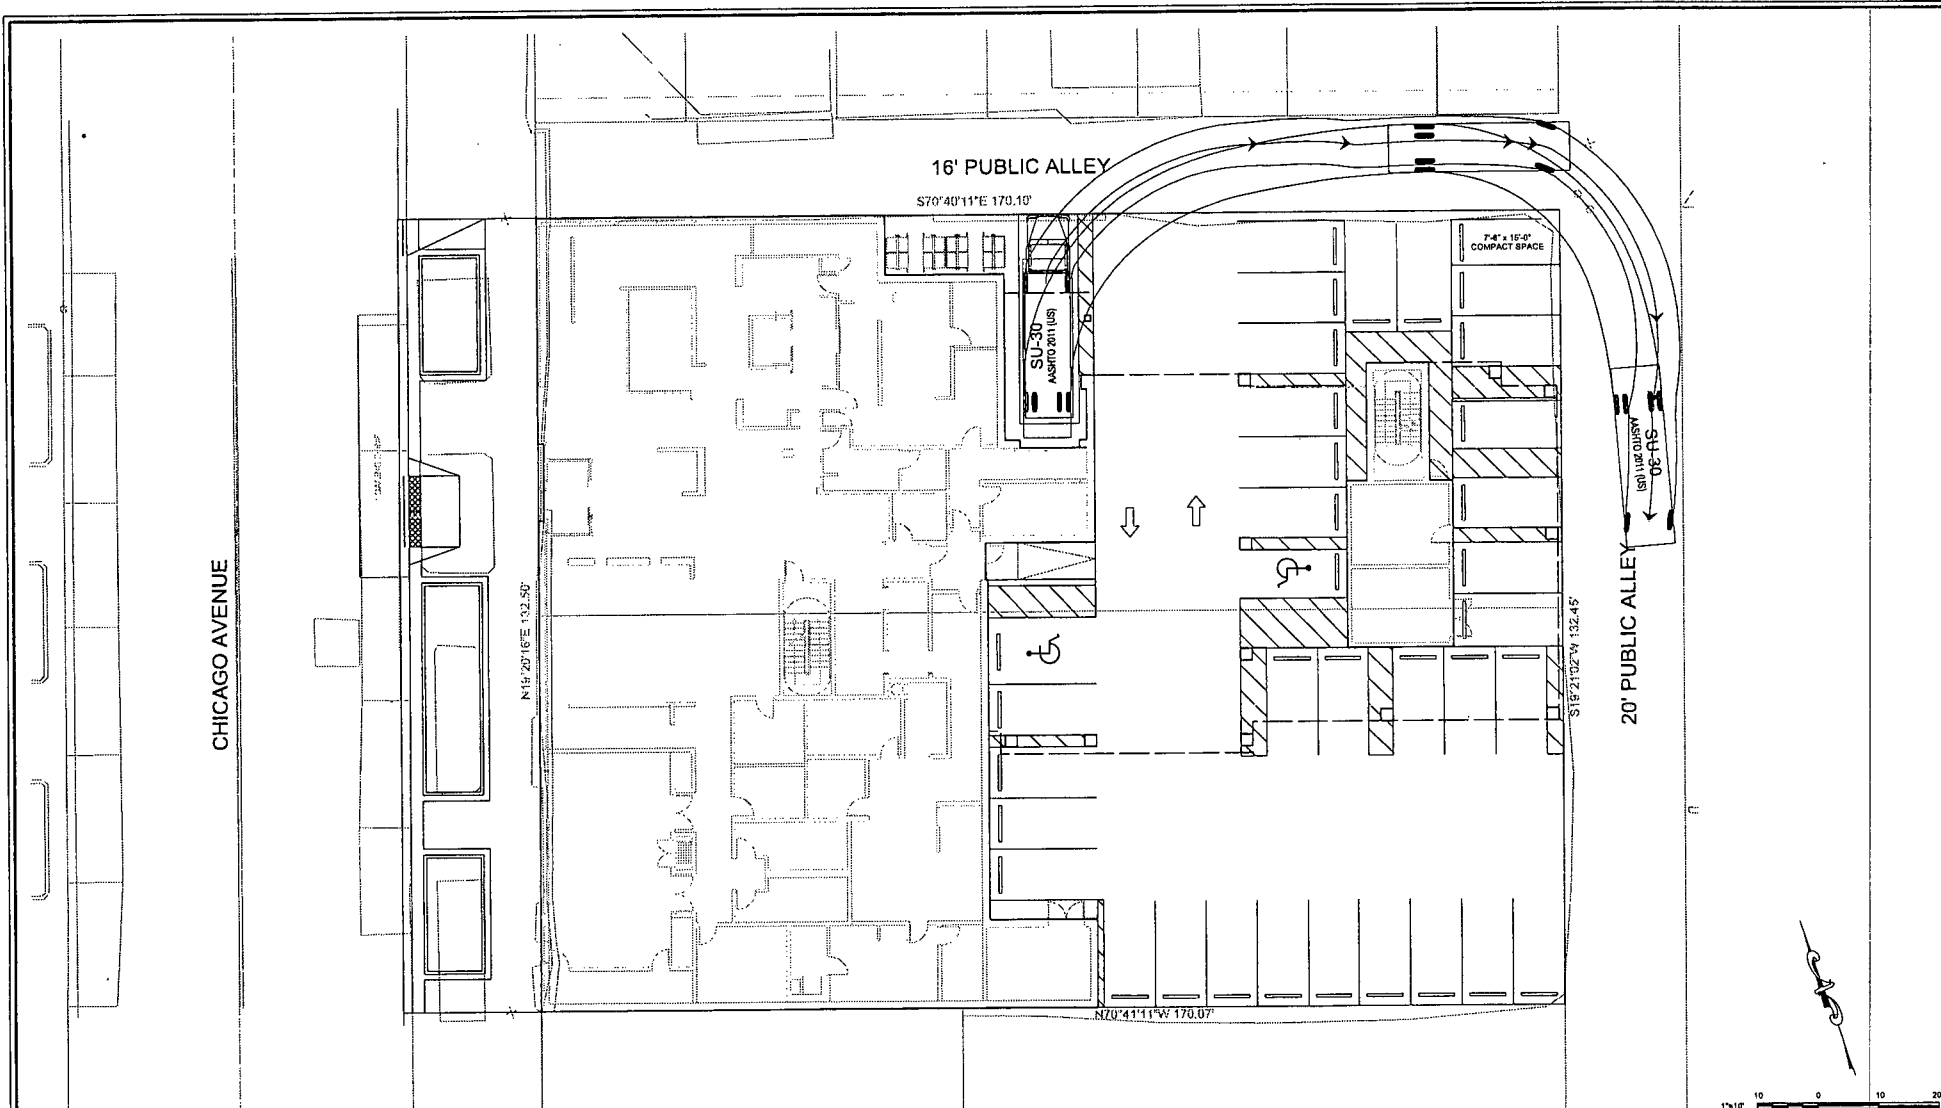 16' PUBLIC ALLEY
S70°40'11"E 170.10'
7'-6" x 15'-0"
COMPACT SPACE
SU-30
AASHTO 2011 (US)
SU-30
AASHTO 2011 (US)
CHICAGO AVENUE
N19°20'16"E 132.50'
S19°21'02"W 132.45'
20' PUBLIC ALLEY
N70°41'11"W 170.07'
10 0 10 20